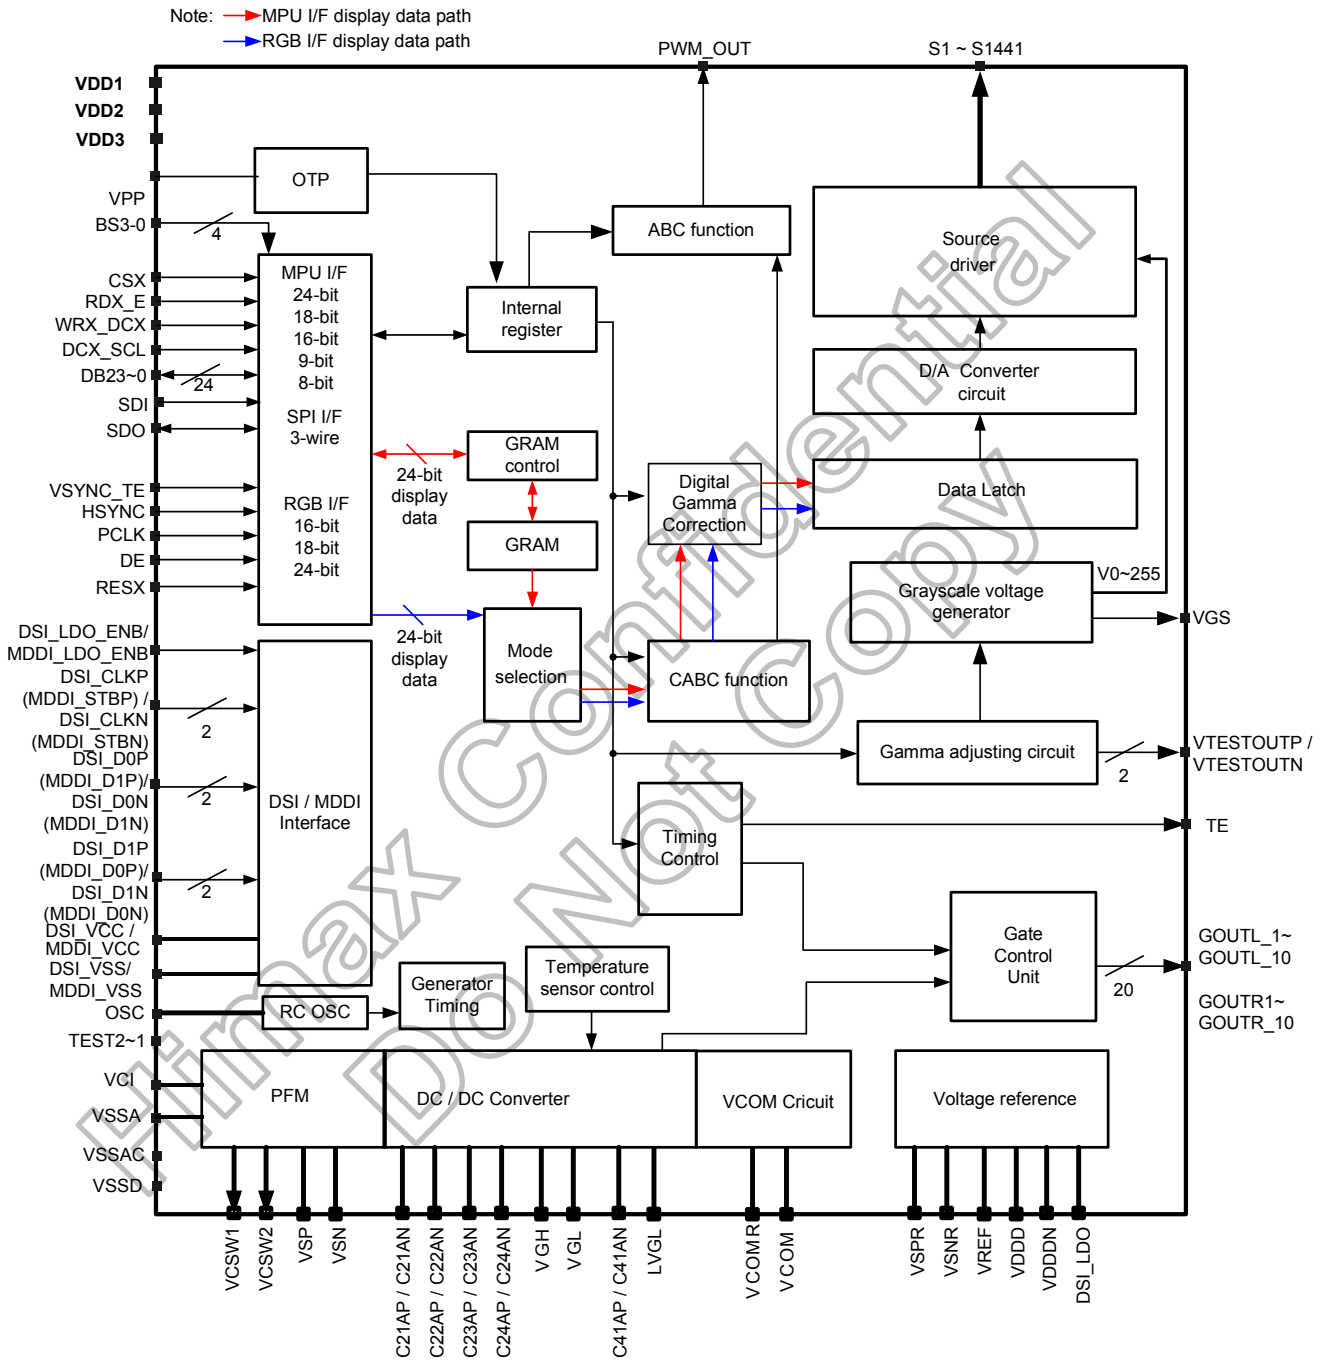 Note: MPU I/F display data path
RGB I/F display data path
PWM_OUT
S1 ~ S1441
VDD1
VDD2
VDD3
VPP
BS3-0
4
CSX
RDX_E
WRX_DCX
DCX_SCL
DB23~0
24
SDI
SDO
VSYNC_TE
HSYNC
PCLK
DE
RESX
DSI_LDO_ENB/
MDDI_LDO_ENB
DSI_CLKP
(MDDI_STBP) /
DSI_CLKN
(MDDI_STBN)
2
DSI_D0P
(MDDI_D1P)/
DSI_D0N
(MDDI_D1N)
2
DSI_D1P
(MDDI_D0P)/
DSI_D1N
(MDDI_D0N)
2
DSI_VCC /
MDDI_VCC
DSI_VSS/
MDDI_VSS
OSC
TEST2~1
VCI
VSSA
VSSAC
VSSD
OTP
MPU I/F
24-bit
18-bit
16-bit
9-bit
8-bit
SPI I/F
3-wire
RGB I/F
16-bit
18-bit
24-bit
DSI / MDDI
Interface
RC OSC
Generator
Timing
Temperature
sensor control
Internal
register
GRAM
control
GRAM
24-bit
display
data
24-bit
display
data
Mode
selection
ABC function
Digital
Gamma
Correction
CABC function
Timing
Control
Source
driver
D/A Converter
circuit
Data Latch
Grayscale voltage
generator
V0~255
VGS
Gamma adjusting circuit
2
VTESTOUTP /
VTESTOUTN
TE
Gate
Control
Unit
20
GOUTL_1~
GOUTL_10
GOUTR1~
GOUTR_10
PFM
DC / DC Converter
VCOM Cricuit
Voltage reference
VCSW1
VCSW2
VSP
VSN
C21AP / C21AN
C22AP / C22AN
C23AP / C23AN
C24AP / C24AN
VGH
VGL
C41AP / C41AN
LVGL
VCOMR
VCOM
VSPR
VSNR
VREF
VDDD
VDDDN
DSI_LDO
Himax Confidential
Do Not Copy